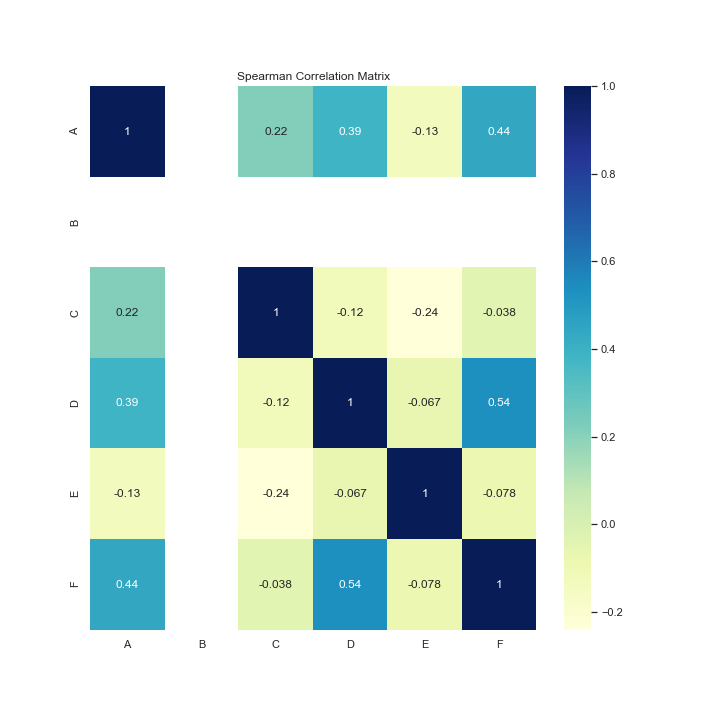 Spearman Correlation Matrix
A 1 0.22 0.39 -0.13 0.44
B
C 0.22 1 -0.12 -0.24 -0.038
D 0.39 -0.12 1 -0.067 0.54
E -0.13 -0.24 -0.067 1 -0.078
F 0.44 -0.038 0.54 -0.078 1
A B C D E F
1.0
0.8
0.6
0.4
0.2
0.0
−0.2